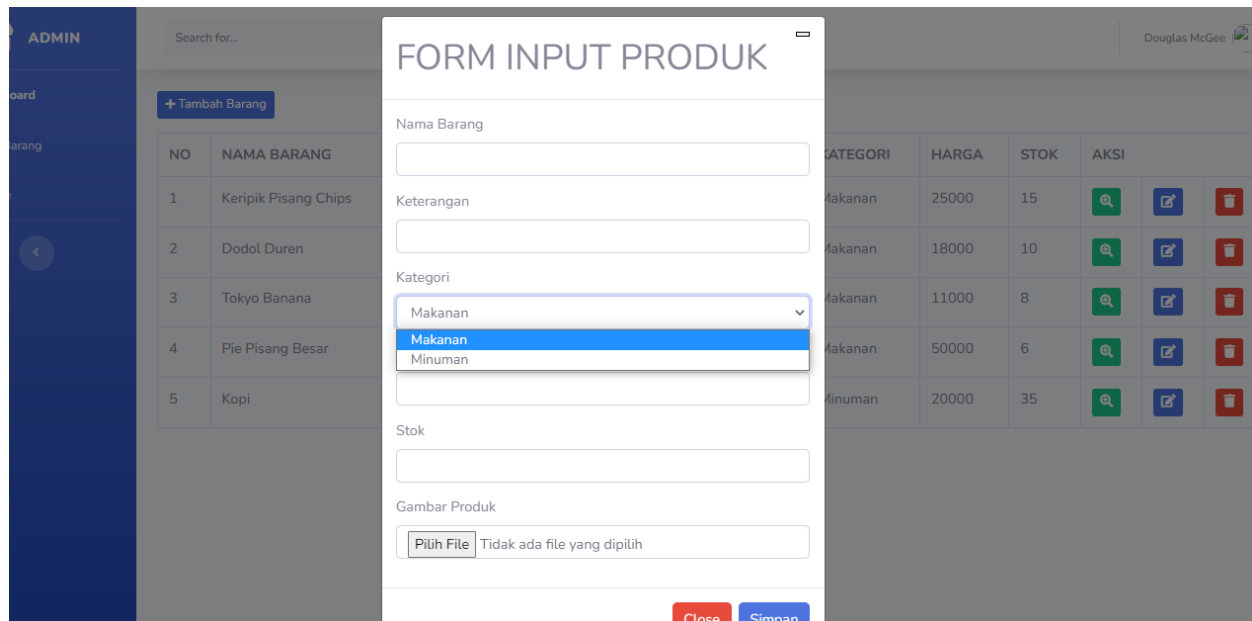 ADMIN
Search for...
Douglas McGee
FORM INPUT PRODUK
oard
+ Tambah Barang
Nama Barang
arang
NO NAMA BARANG KATEGORI HARGA STOK AKSI
1 Keripik Pisang Chips Makanan 25000 15
Keterangan
2 Dodol Duren Makanan 18000 10
Kategori
3 Tokyo Banana Makanan 11000 8
Makanan
Makanan
Minuman
4 Pie Pisang Besar Makanan 50000 6
5 Kopi Minuman 20000 35
Stok
Gambar Produk
Pilih File Tidak ada file yang dipilih
Close Simpan